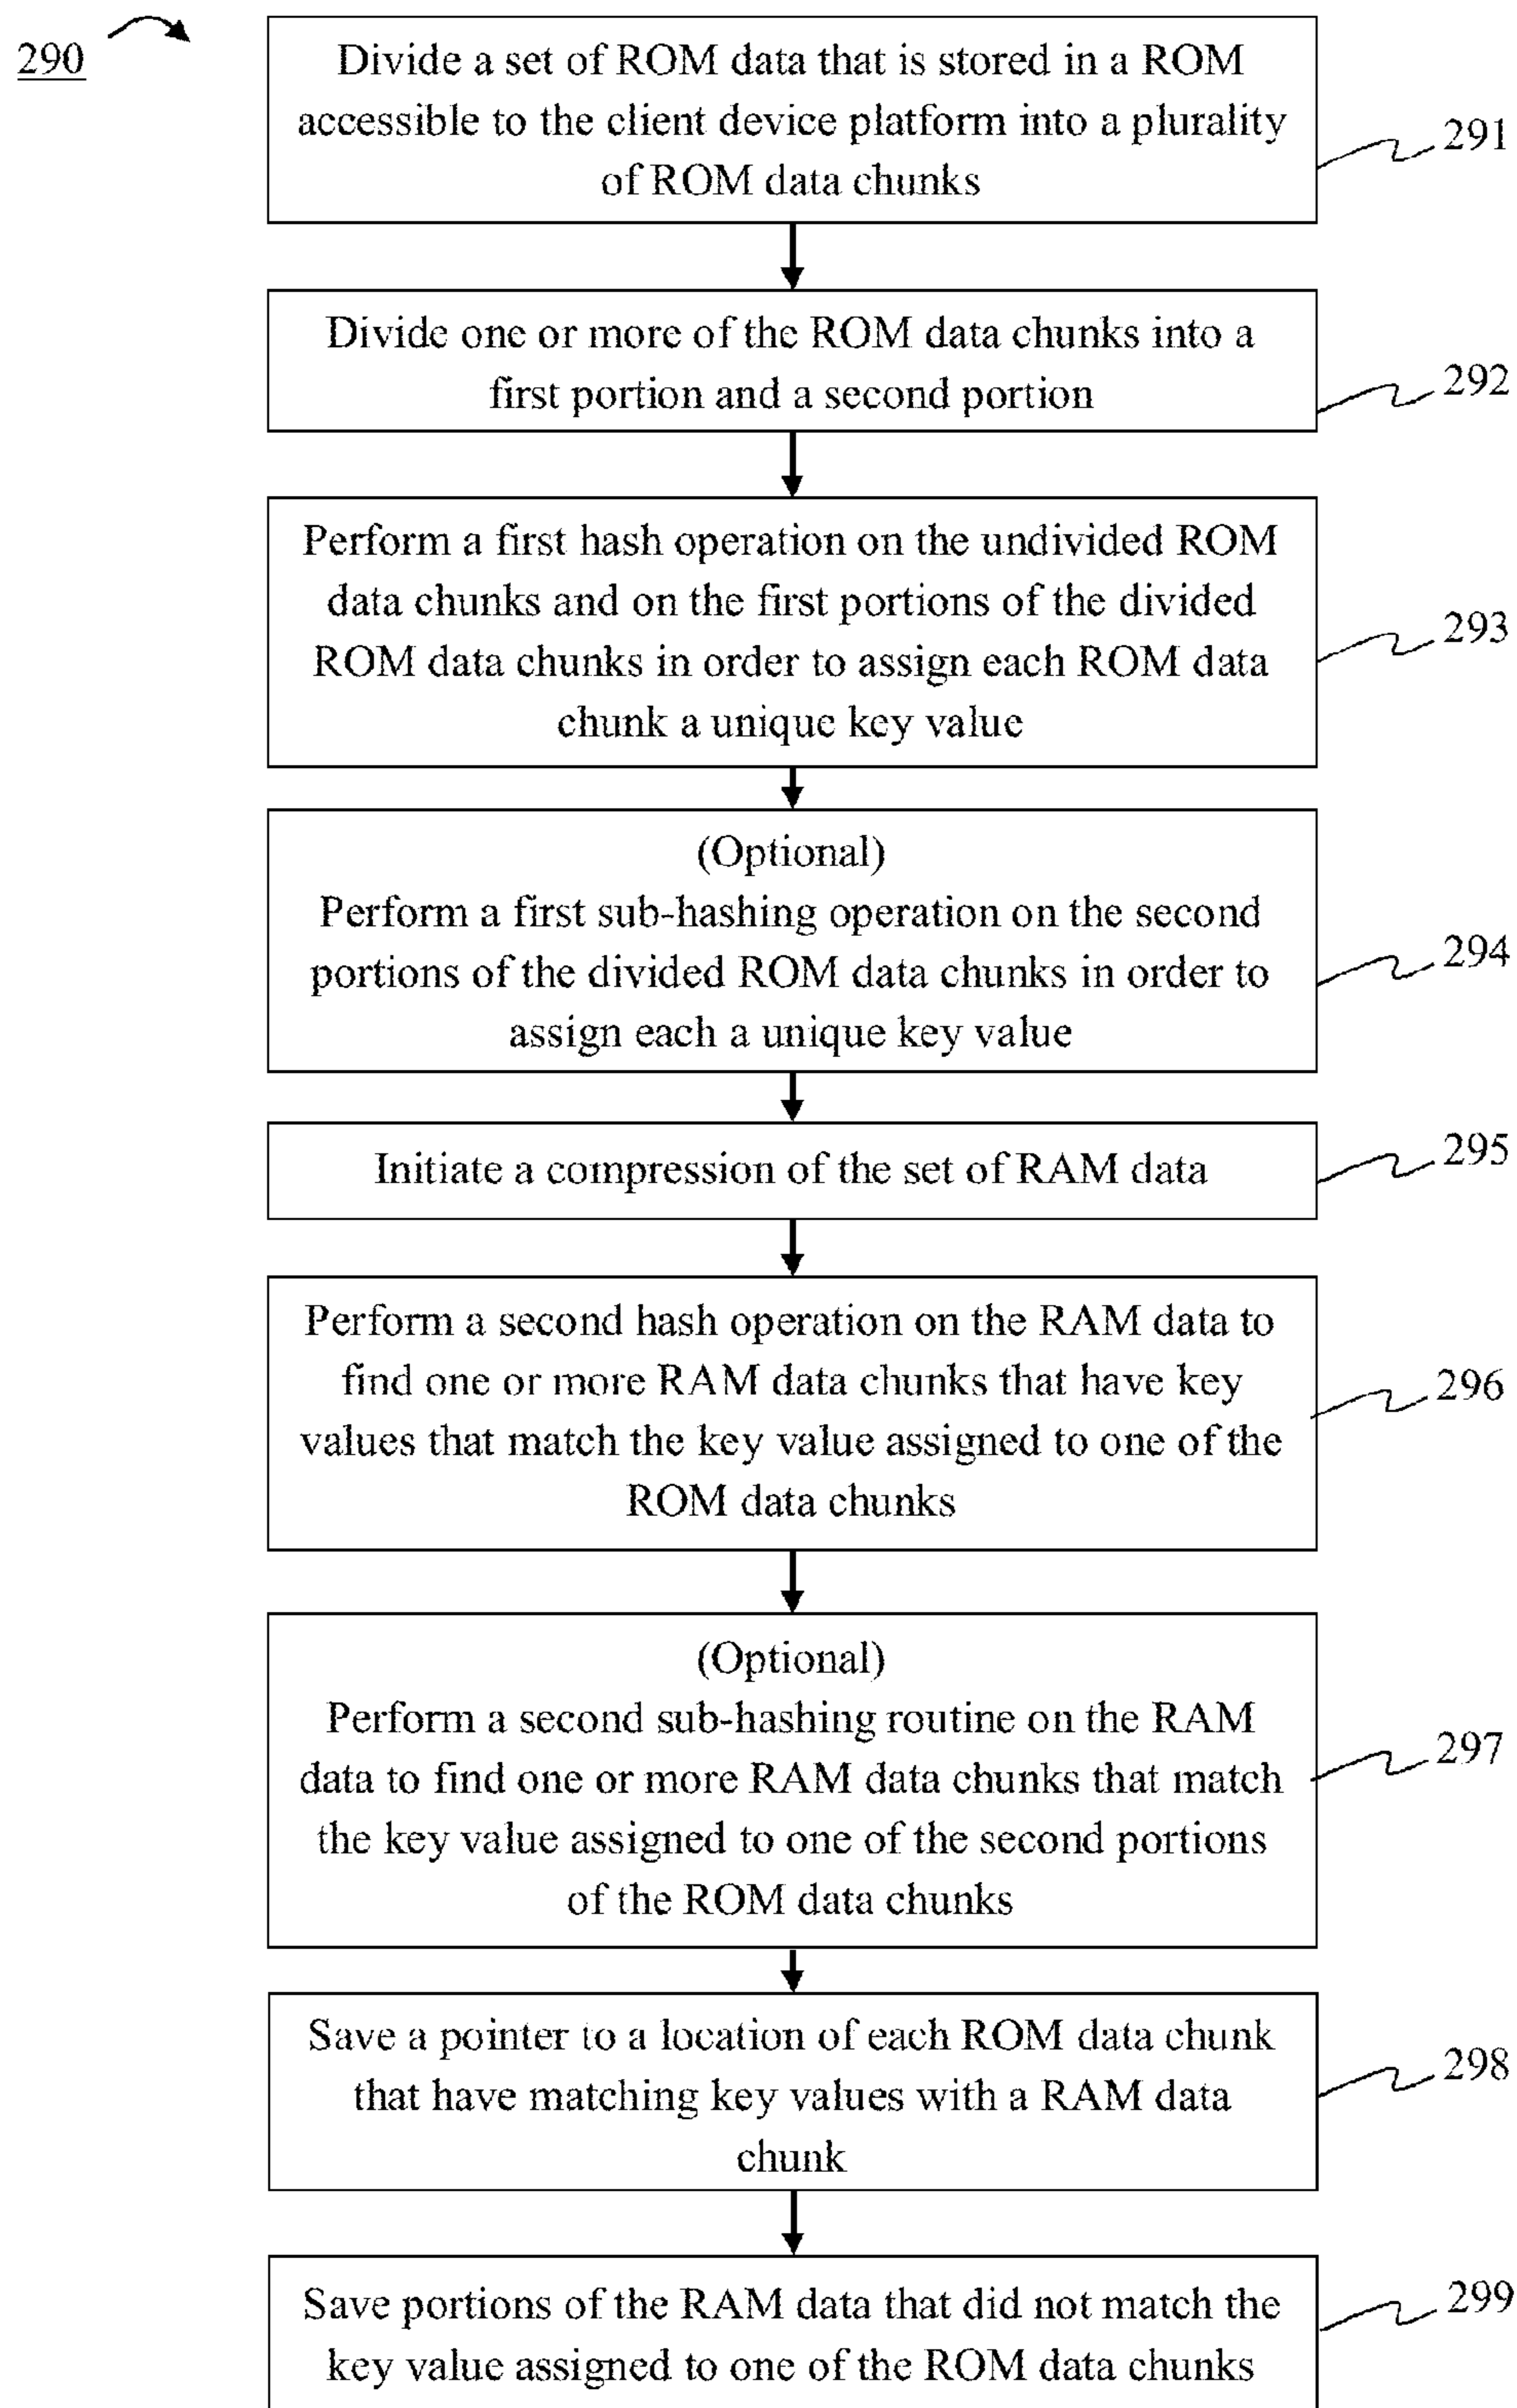 290
Divide a set of ROM data that is stored in a ROM
accessible to the client device platform into a plurality
of ROM data chunks
291
Divide one or more of the ROM data chunks into a
first portion and a second portion
292
Perform a first hash operation on the undivided ROM
data chunks and on the first portions of the divided
ROM data chunks in order to assign each ROM data
chunk a unique key value
293
(Optional)
Perform a first sub-hashing operation on the second
portions of the divided ROM data chunks in order to
assign each a unique key value
294
Initiate a compression of the set of RAM data
295
Perform a second hash operation on the RAM data to
find one or more RAM data chunks that have key
values that match the key value assigned to one of the
ROM data chunks
296
(Optional)
Perform a second sub-hashing routine on the RAM
data to find one or more RAM data chunks that match
the key value assigned to one of the second portions
of the ROM data chunks
297
Save a pointer to a location of each ROM data chunk
that have matching key values with a RAM data
chunk
298
Save portions of the RAM data that did not match the
key value assigned to one of the ROM data chunks
299